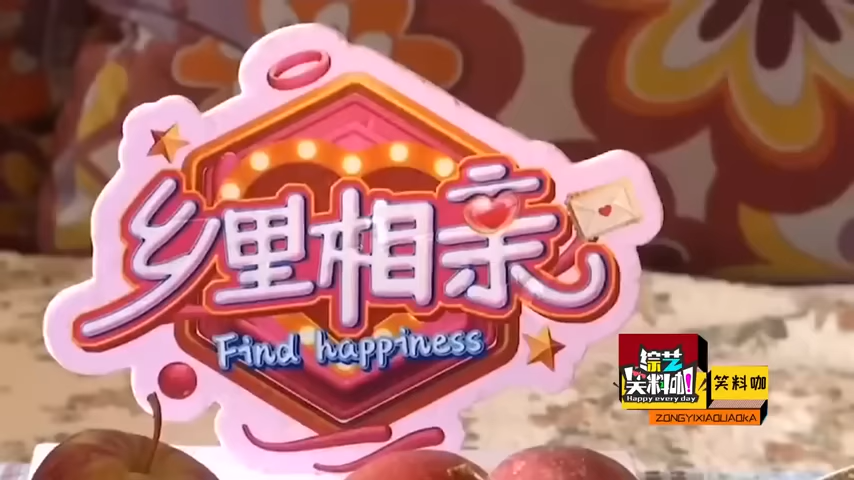 乡里相亲
Find happiness
综艺
笑料咖!
Happy every day
笑料咖
ZONGYIXIAOLIAOKA